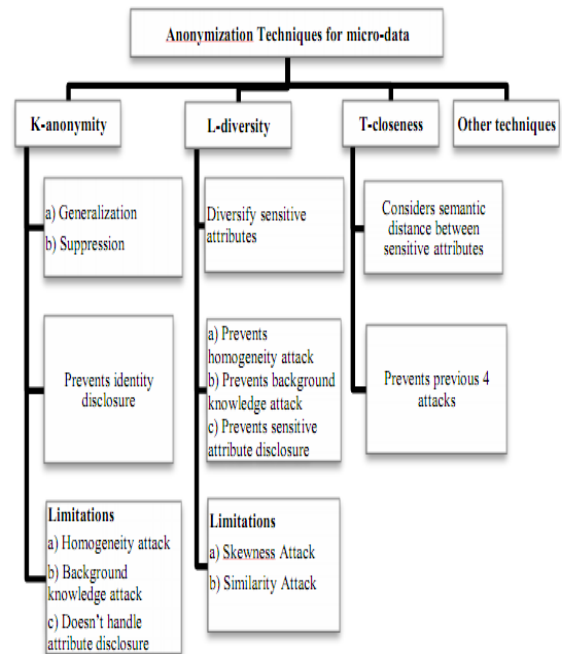 Anonymization Techniques for micro-data
K-anonymity
L-diversity
T-closeness
Other techniques
a) Generalization
b) Suppression
Diversify sensitive
attributes
Considers semantic
distance between
sensitive attributes
Prevents identity
disclosure
a) Prevents
homogeneity attack
b) Prevents background
knowledge attack
c) Prevents sensitive
attribute disclosure
Prevents previous 4
attacks
Limitations
a) Homogeneity attack
b) Background
knowledge attack
c) Doesn't handle
attribute disclosure
Limitations
a) Skewness Attack
b) Similarity Attack